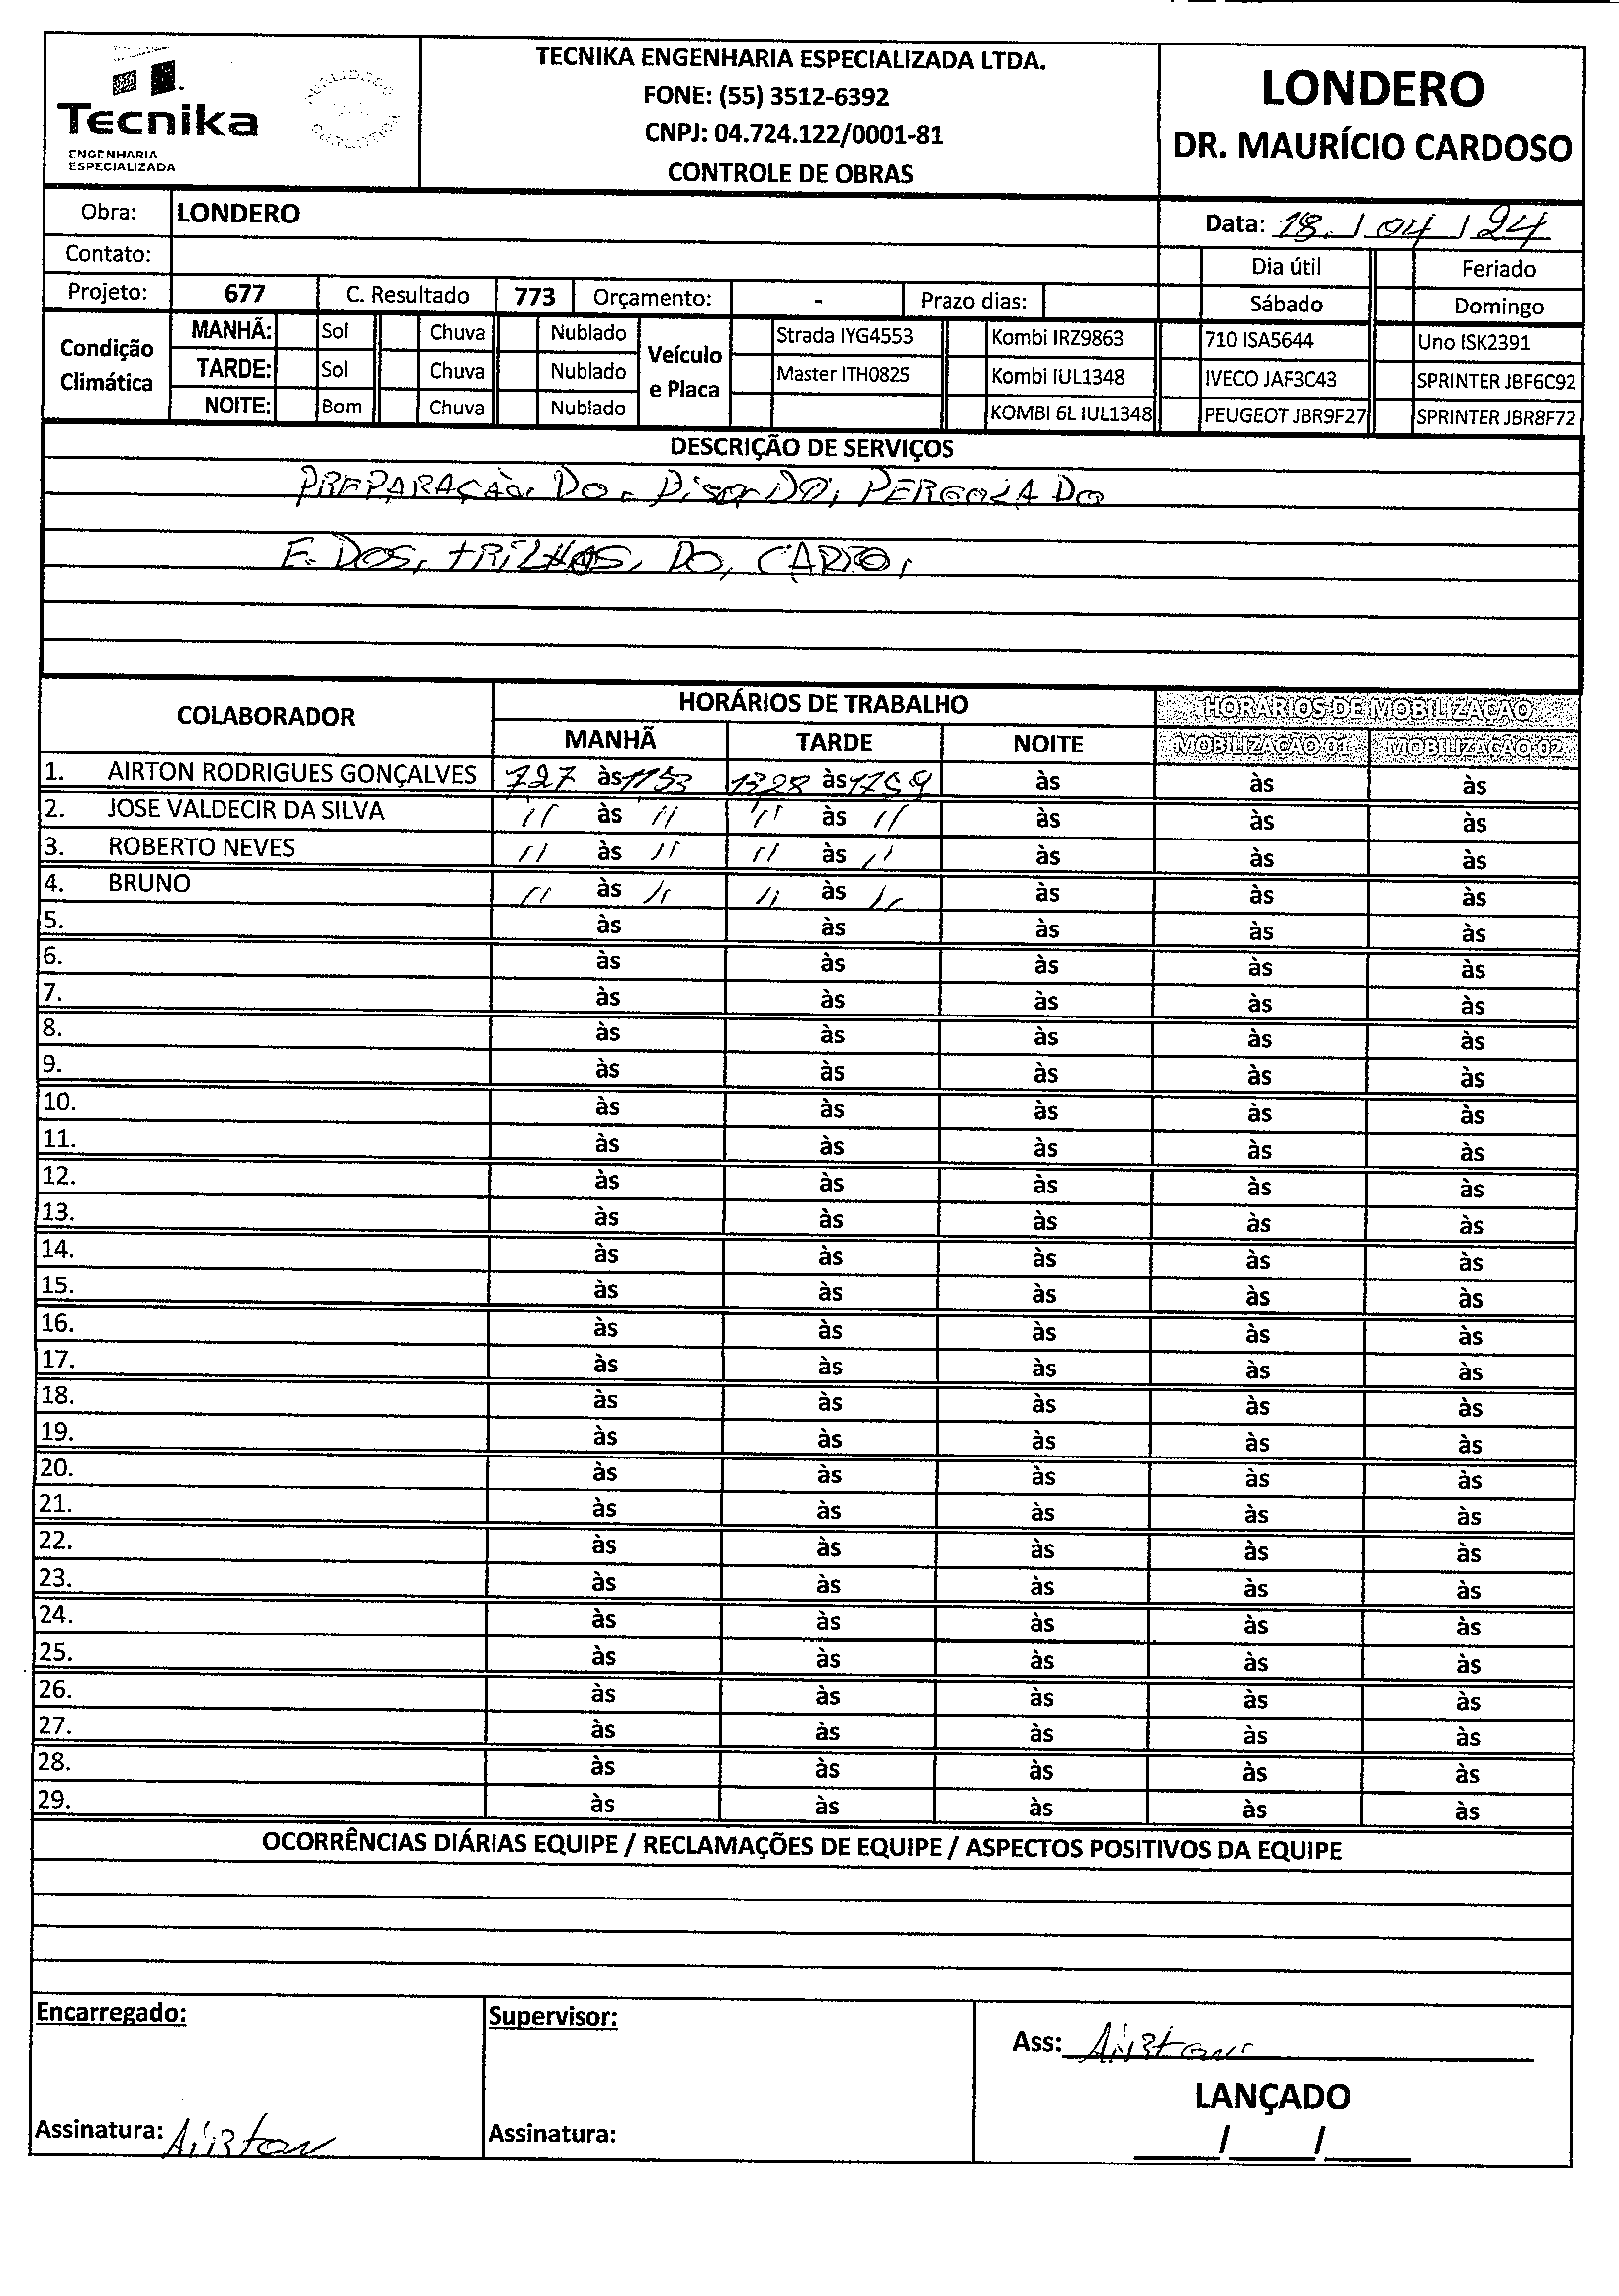 Tecnika
ENGENHARIA
ESPECIALIZADA
TECNIKA ENGENHARIA ESPECIALIZADA LTDA.
FONE: (55) 3512-6392
CNPJ: 04.724.122/0001-81
CONTROLE DE OBRAS
LONDERO
DR. MAURÍCIO CARDOSO
Obra: LONDERO
Data: 18 / 04 / 24
Contato:
Dia útil Feriado
Projeto: 677 C. Resultado 773 Orçamento: - Prazo dias:
Sábado Domingo
Condição Climática
MANHÃ: Sol Chuva Nublado
TARDE: Sol Chuva Nublado
NOITE: Bom Chuva Nublado
Veículo e Placa
Strada IYG4553 Kombi IRZ9863 710 ISA5644 Uno ISK2391
Master ITH0825 Kombi IUL1348 IVECO JAF3C43 SPRINTER JBF6C92
KOMBI 6L IUL1348 PEUGEOT JBR9F27 SPRINTER JBR8F72
DESCRIÇÃO DE SERVIÇOS
PREPARAÇÃO DO PISO DO, PERGOLADO
E. DOS, TRILHOS, DO,
COLABORADOR
HORÁRIOS DE TRABALHO
HORÁRIOS DE MOBILIZAÇÃO
MANHÃ TARDE NOITE MOBILIZAÇÃO 01 MOBILIZAÇÃO 02
1. AIRTON RODRIGUES GONÇALVES 727 às 1153 1328 às 1759 às às às
2. JOSE VALDECIR DA SILVA " às " " às " às às às
3. ROBERTO NEVES " às " " às " às às às
4. BRUNO " às " " às " às às às
5. às às às às às
6. às às às às às
7. às às às às às
8. às às às às às
9. às às às às às
10. às às às às às
11. às às às às às
12. às às às às às
13. às às às às às
14. às às às às às
15. às às às às às
16. às às às às às
17. às às às às às
18. às às às às às
19. às às às às às
20. às às às às às
21. às às às às às
22. às às às às às
23. às às às às às
24. às às às às às
25. às às às às às
26. às às às às às
27. às às às às às
28. às às às às às
29. às às às às às
OCORRÊNCIAS DIÁRIAS EQUIPE / RECLAMAÇÕES DE EQUIPE / ASPECTOS POSITIVOS DA EQUIPE
Encarregado:
Supervisor:
Ass: Airton
LANÇADO
Assinatura: Airton
Assinatura:
/ /